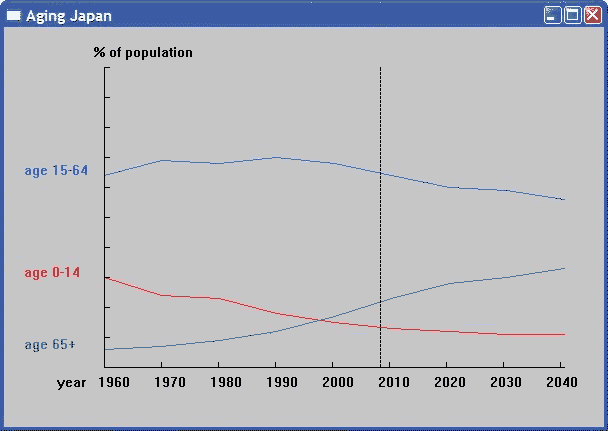 Aging Japan
% of population
age 15-64
age 0-14
age 65+
year 1960 1970 1980 1990 2000 2010 2020 2030 2040